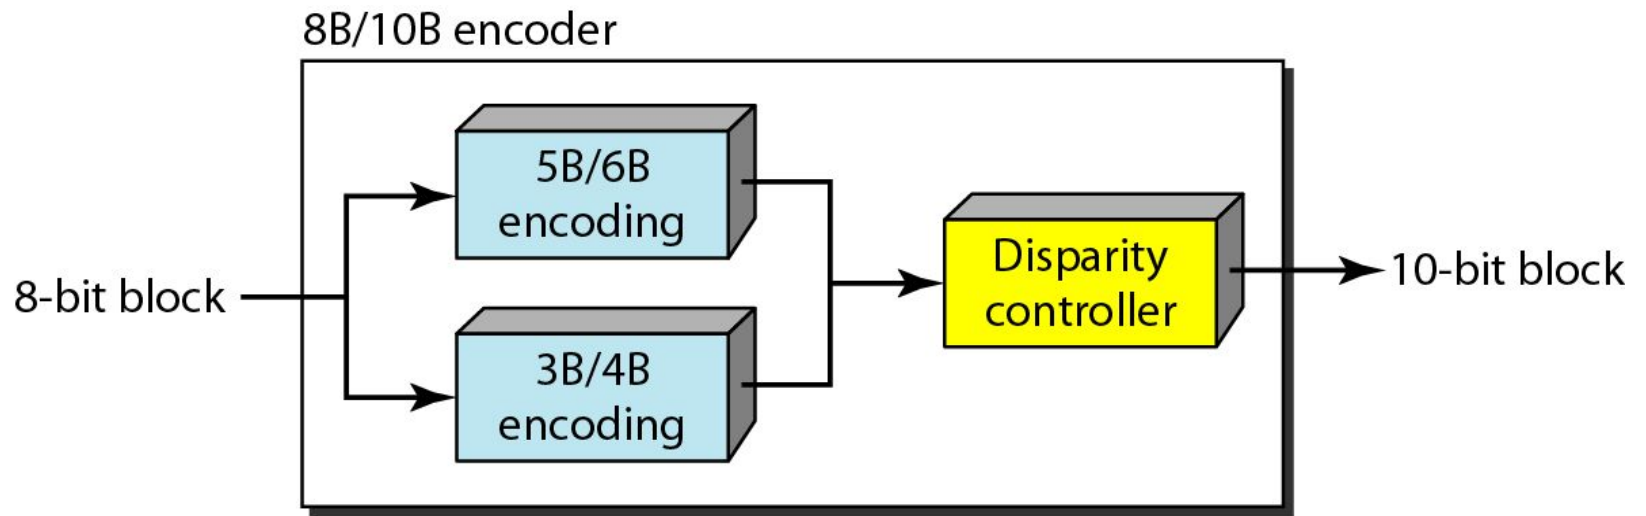 8B/10B encoder
5B/6B
encoding
8-bit block
3B/4B
encoding
Disparity
controller
10-bit block